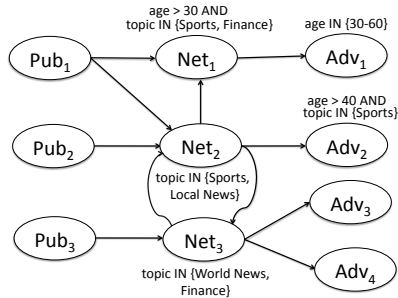 age > 30 AND
topic IN {Sports, Finance}
age IN {30-60}
Pub1
Net1
Adv1
age > 40 AND
topic IN {Sports}
Pub2
Net2
Adv2
topic IN {Sports,
Local News}
Adv3
Pub3
Net3
topic IN {World News,
Finance}
Adv4